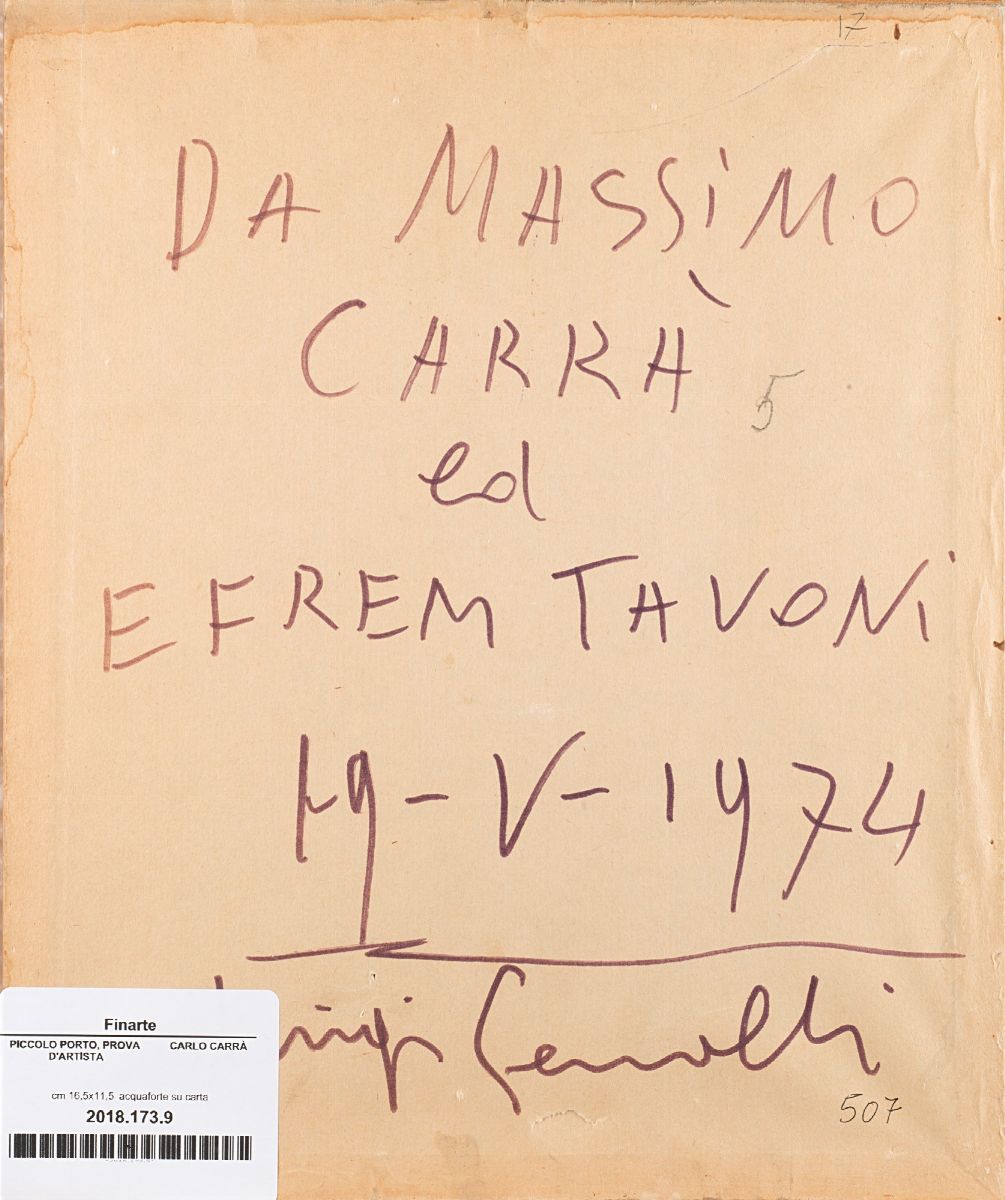 17
DA MASSIMO
CARRÀ
5
ed
EFREM TAVONI
19-V-1974
Luigi
507
Finarte
PICCOLO PORTO, PROVA D'ARTISTA
CARLO CARRÀ
cm 16,5x11,5 acquaforte su carta
2018.173.9